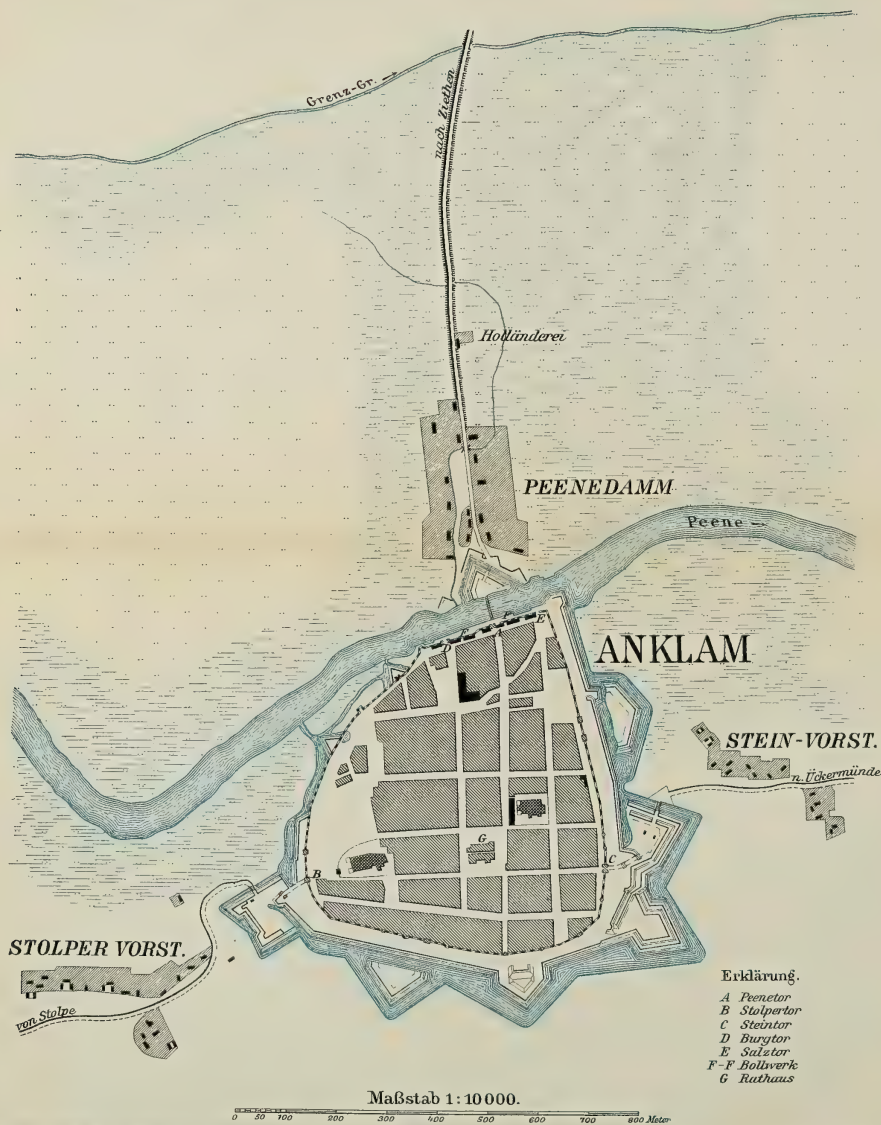 Grenz-Gr.
nach Ziethen
Holländerei
PEENEDAMM
Peene
ANKLAM
F
F
D
A
E
STEIN-VORST.
n. Ückermünde
G
B
C
STOLPER VORST.
von Stolpe
Erklärung.
A Peenetor
B Stolpertor
C Steintor
D Burgtor
E Salztor
F-F Bollwerk
G Rathaus
Maßstab 1:10000.
0 50 100 200 300 400 500 600 700 800 Meter